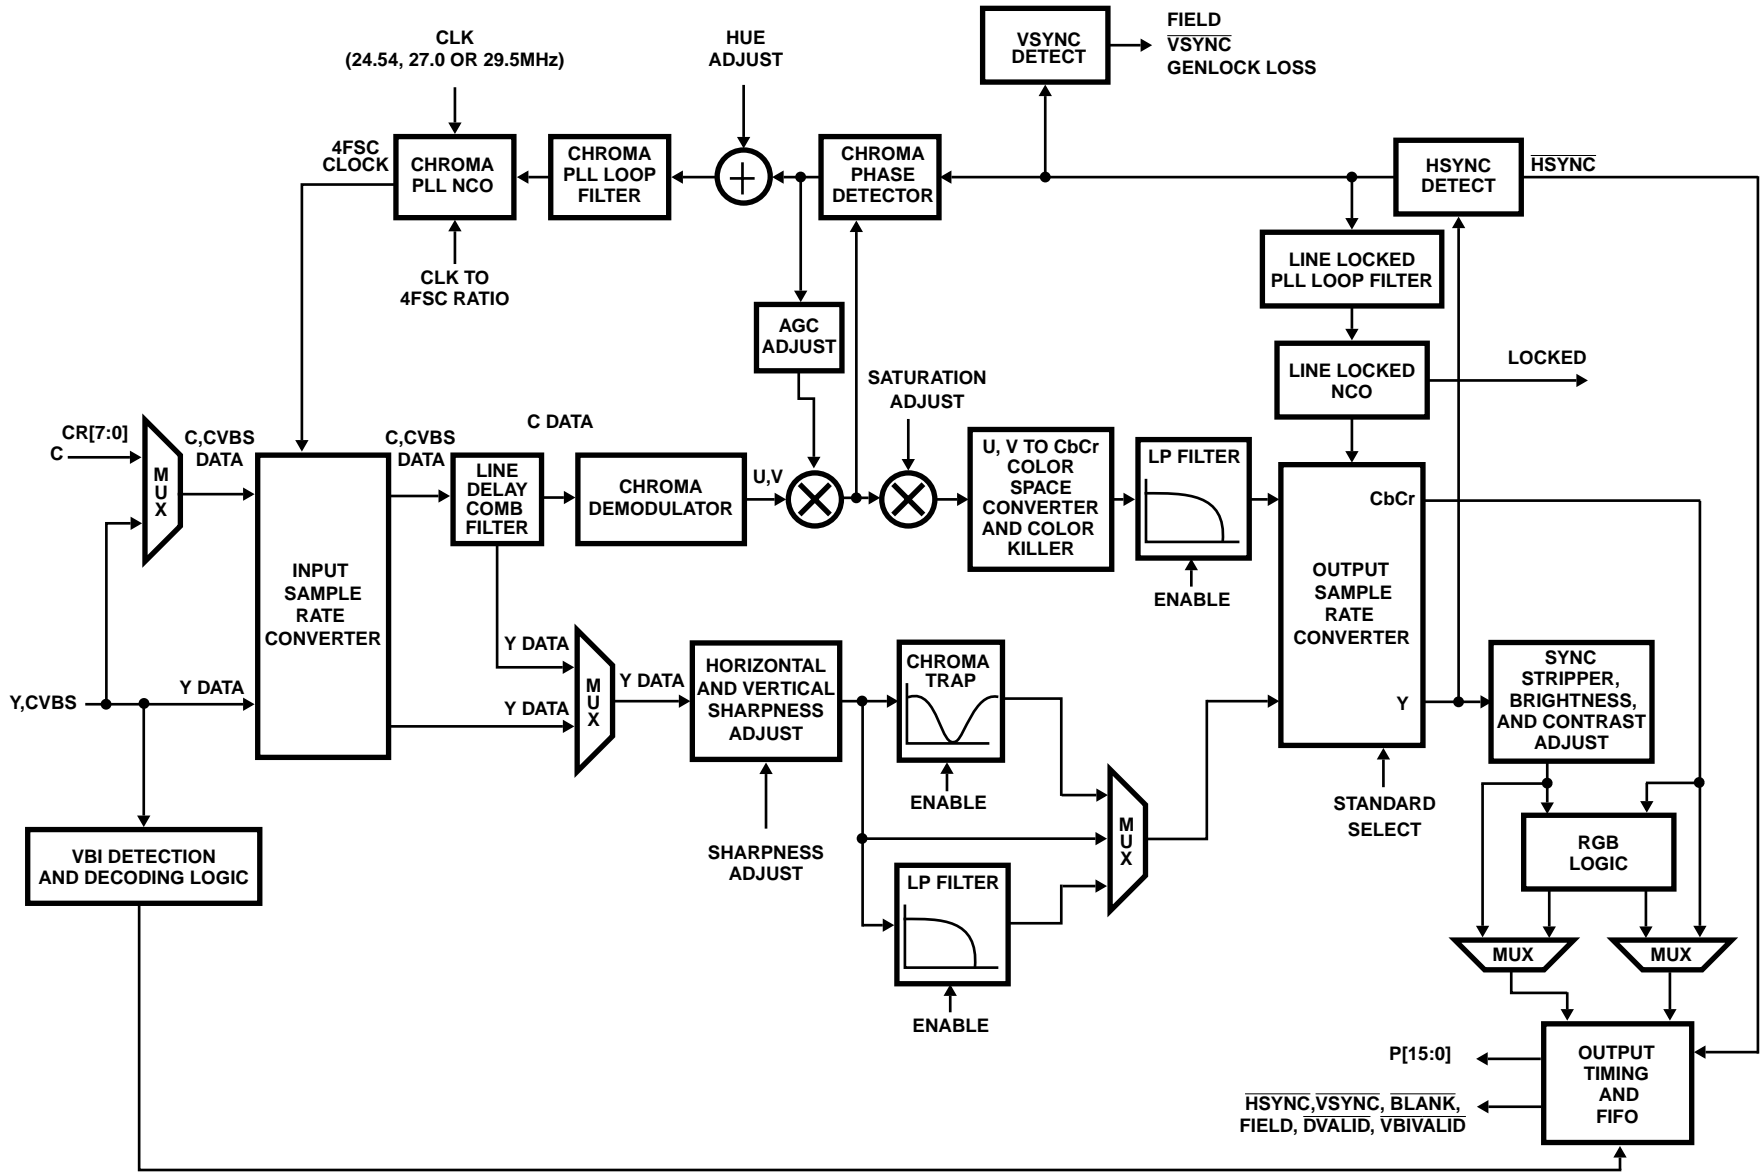 CLK
(24.54, 27.0 OR 29.5MHz)
HUE
ADJUST
VSYNC
DETECT
FIELD
VSYNC
GENLOCK LOSS
4FSC
CLOCK
CHROMA
PLL NCO
CHROMA
PLL LOOP
FILTER
CHROMA
PHASE
DETECTOR
HSYNC
DETECT
HSYNC
CLK TO
4FSC RATIO
LINE LOCKED
PLL LOOP FILTER
AGC
ADJUST
LINE LOCKED
NCO
LOCKED
SATURATION
ADJUST
CR[7:0]
C
MUX
C,CVBS
DATA
C,CVBS
DATA
C DATA
LINE
DELAY
COMB
FILTER
CHROMA
DEMODULATOR
U,V
U, V TO CbCr
COLOR
SPACE
CONVERTER
AND COLOR
KILLER
LP FILTER
ENABLE
CbCr
OUTPUT
SAMPLE
RATE
CONVERTER
Y
INPUT
SAMPLE
RATE
CONVERTER
Y,CVBS
Y DATA
Y DATA
Y DATA
MUX
Y DATA
HORIZONTAL
AND VERTICAL
SHARPNESS
ADJUST
CHROMA
TRAP
ENABLE
SYNC
STRIPPER,
BRIGHTNESS,
AND CONTRAST
ADJUST
STANDARD
SELECT
SHARPNESS
ADJUST
MUX
VBI DETECTION
AND DECODING LOGIC
LP FILTER
ENABLE
RGB
LOGIC
MUX
MUX
P[15:0]
OUTPUT
TIMING
AND
FIFO
HSYNC,VSYNC, BLANK,
FIELD, DVALID, VBIVALID